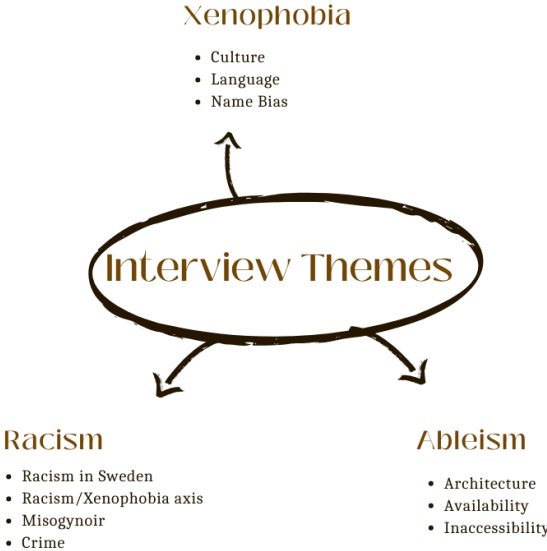 Xenophobia
• Culture
• Language
• Name Bias
Interview Themes
Racism
• Racism in Sweden
• Racism/Xenophobia axis
• Misogynoir
• Crime
Ableism
• Architecture
• Availability
• Inaccessibility